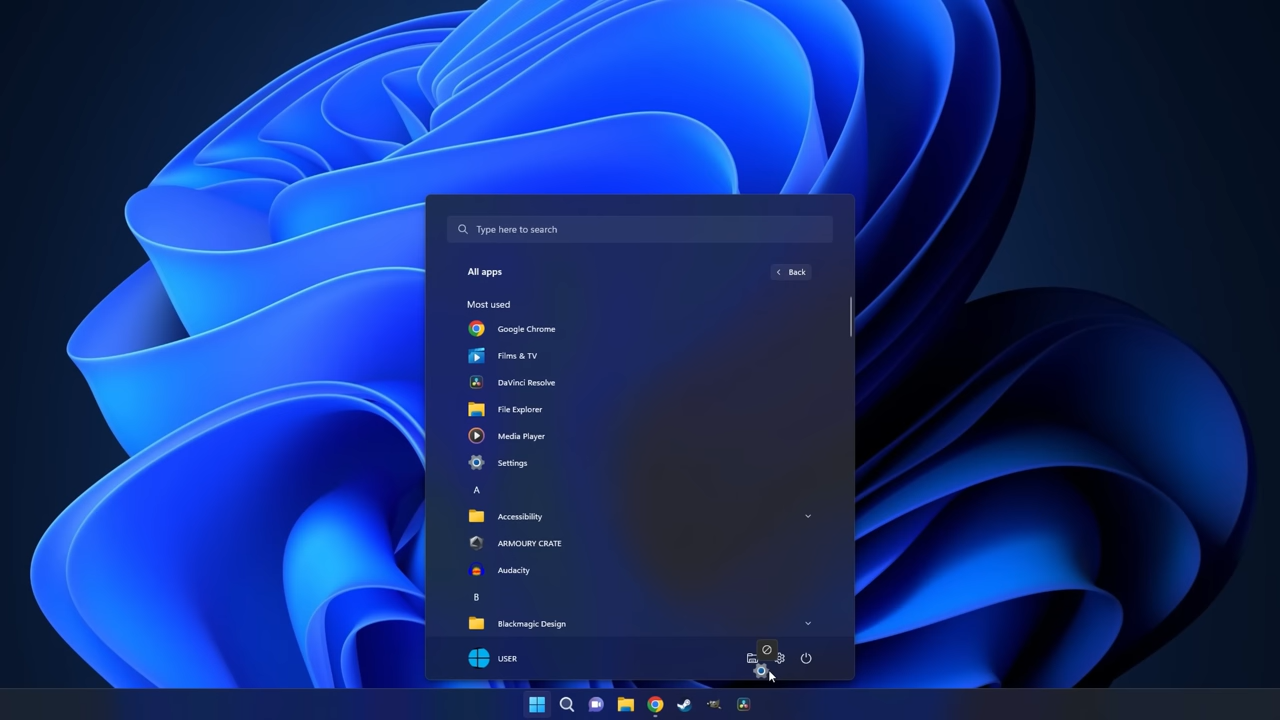 Type here to search
All apps
Back
Most used
Google Chrome
Films & TV
DaVinci Resolve
File Explorer
Media Player
Settings
A
Accessibility
ARMOURY CRATE
Audacity
B
Blackmagic Design
USER